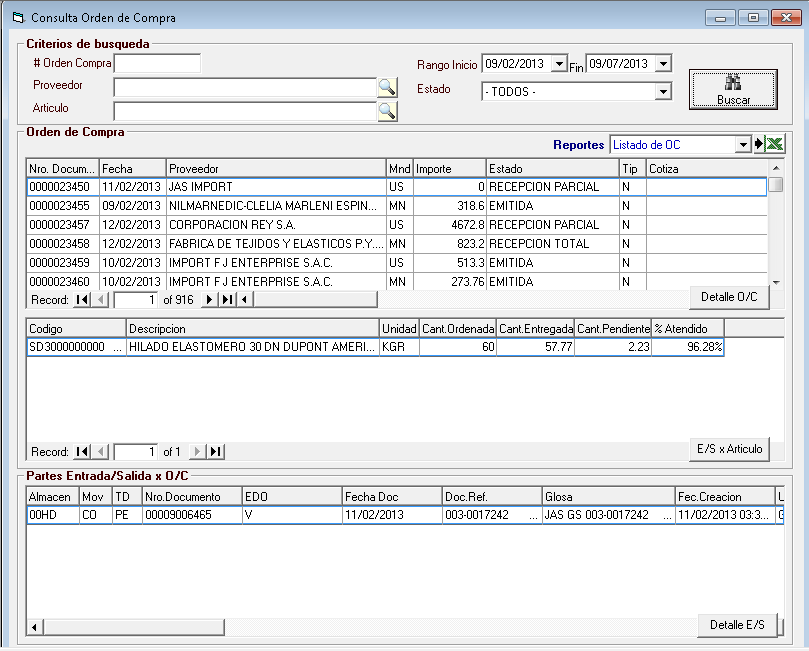 Consulta Orden de Compra
Criterios de busqueda
# Orden Compra
Rango Inicio 09/02/2013 Fin 09/07/2013
Proveedor
Estado - TODOS -
Articulo
Buscar
Orden de Compra
Reportes Listado de OC
Nro. Docum... Fecha Proveedor Mnd Importe Estado Tip Cotiza
0000023450 11/02/2013 JAS IMPORT US 0 RECEPCION PARCIAL N
0000023455 09/02/2013 NILMARNEDIC-CLELIA MARLENI ESPIN... MN 318.6 EMITIDA N
0000023457 12/02/2013 CORPORACION REY S.A. US 4672.8 RECEPCION PARCIAL N
0000023458 12/02/2013 FABRICA DE TEJIDOS Y ELASTICOS P.Y.... MN 823.2 RECEPCION TOTAL N
0000023459 10/02/2013 IMPORT F J ENTERPRISE S.A.C. US 513.3 EMITIDA N
0000023460 10/02/2013 IMPORT F J ENTERPRISE S.A.C. MN 273.76 EMITIDA N
Record: 1 of 916
Detalle O/C
Codigo Descripcion Unidad Cant.Ordenada Cant.Entregada Cant.Pendiente % Atendido
SD3000000000 ... HILADO ELASTOMERO 30 DN DUPONT AMERI... KGR 60 57.77 2.23 96.28%
Record: 1 of 1
E/S x Articulo
Partes Entrada/Salida x O/C
Almacen Mov TD Nro.Documento EDO Fecha Doc Doc.Ref. Glosa Fec.Creacion U
00HD CO PE 00009006465 V 11/02/2013 003-0017242 ... JAS GS 003-0017242 ... 11/02/2013 03:3...
Detalle E/S